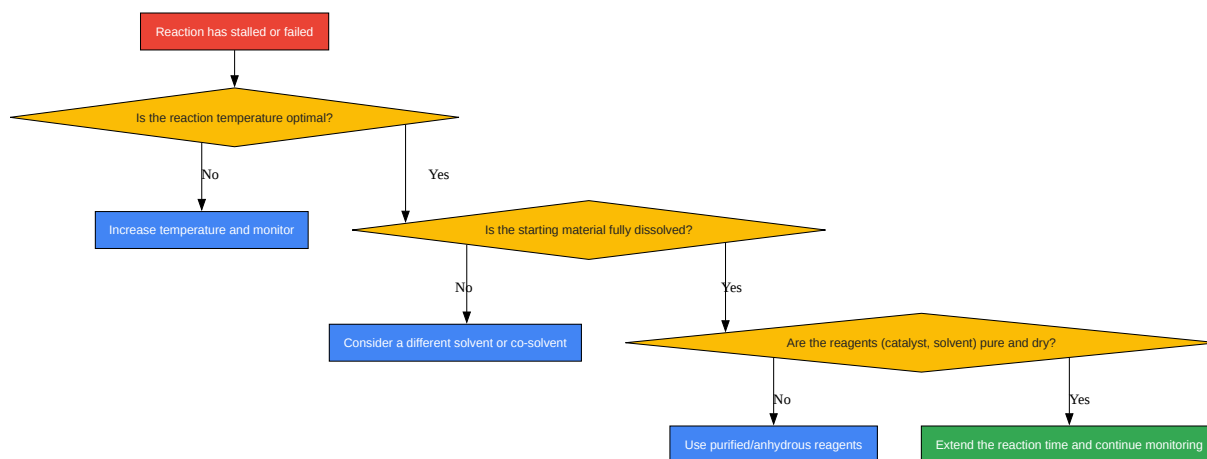 Reaction has stalled or failed
Is the reaction temperature optimal?
No
Yes
Increase temperature and monitor
Is the starting material fully dissolved?
No
Yes
Consider a different solvent or co-solvent
Are the reagents (catalyst, solvent) pure and dry?
No
Yes
Use purified/anhydrous reagents
Extend the reaction time and continue monitoring